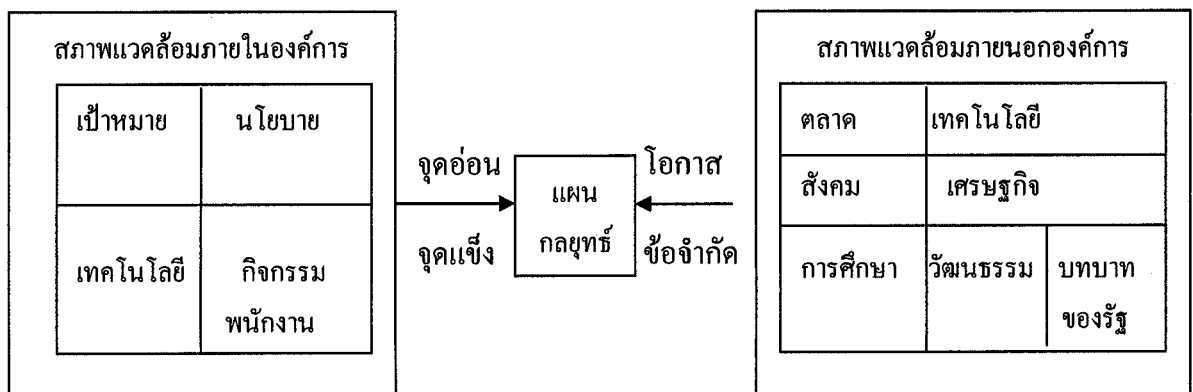 สภาพแวดล้อมภายในองค์การ
เป้าหมาย นโยบาย
เทคโนโลยี กิจกรรม
พนักงาน
จุดอ่อน
จุดแข็ง
แผน
กลยุทธ์
โอกาส
ข้อจำกัด
สภาพแวดล้อมภายนอกองค์การ
ตลาด เทคโนโลยี
สังคม เศรษฐกิจ
การศึกษา วัฒนธรรม บทบาท
ของรัฐ